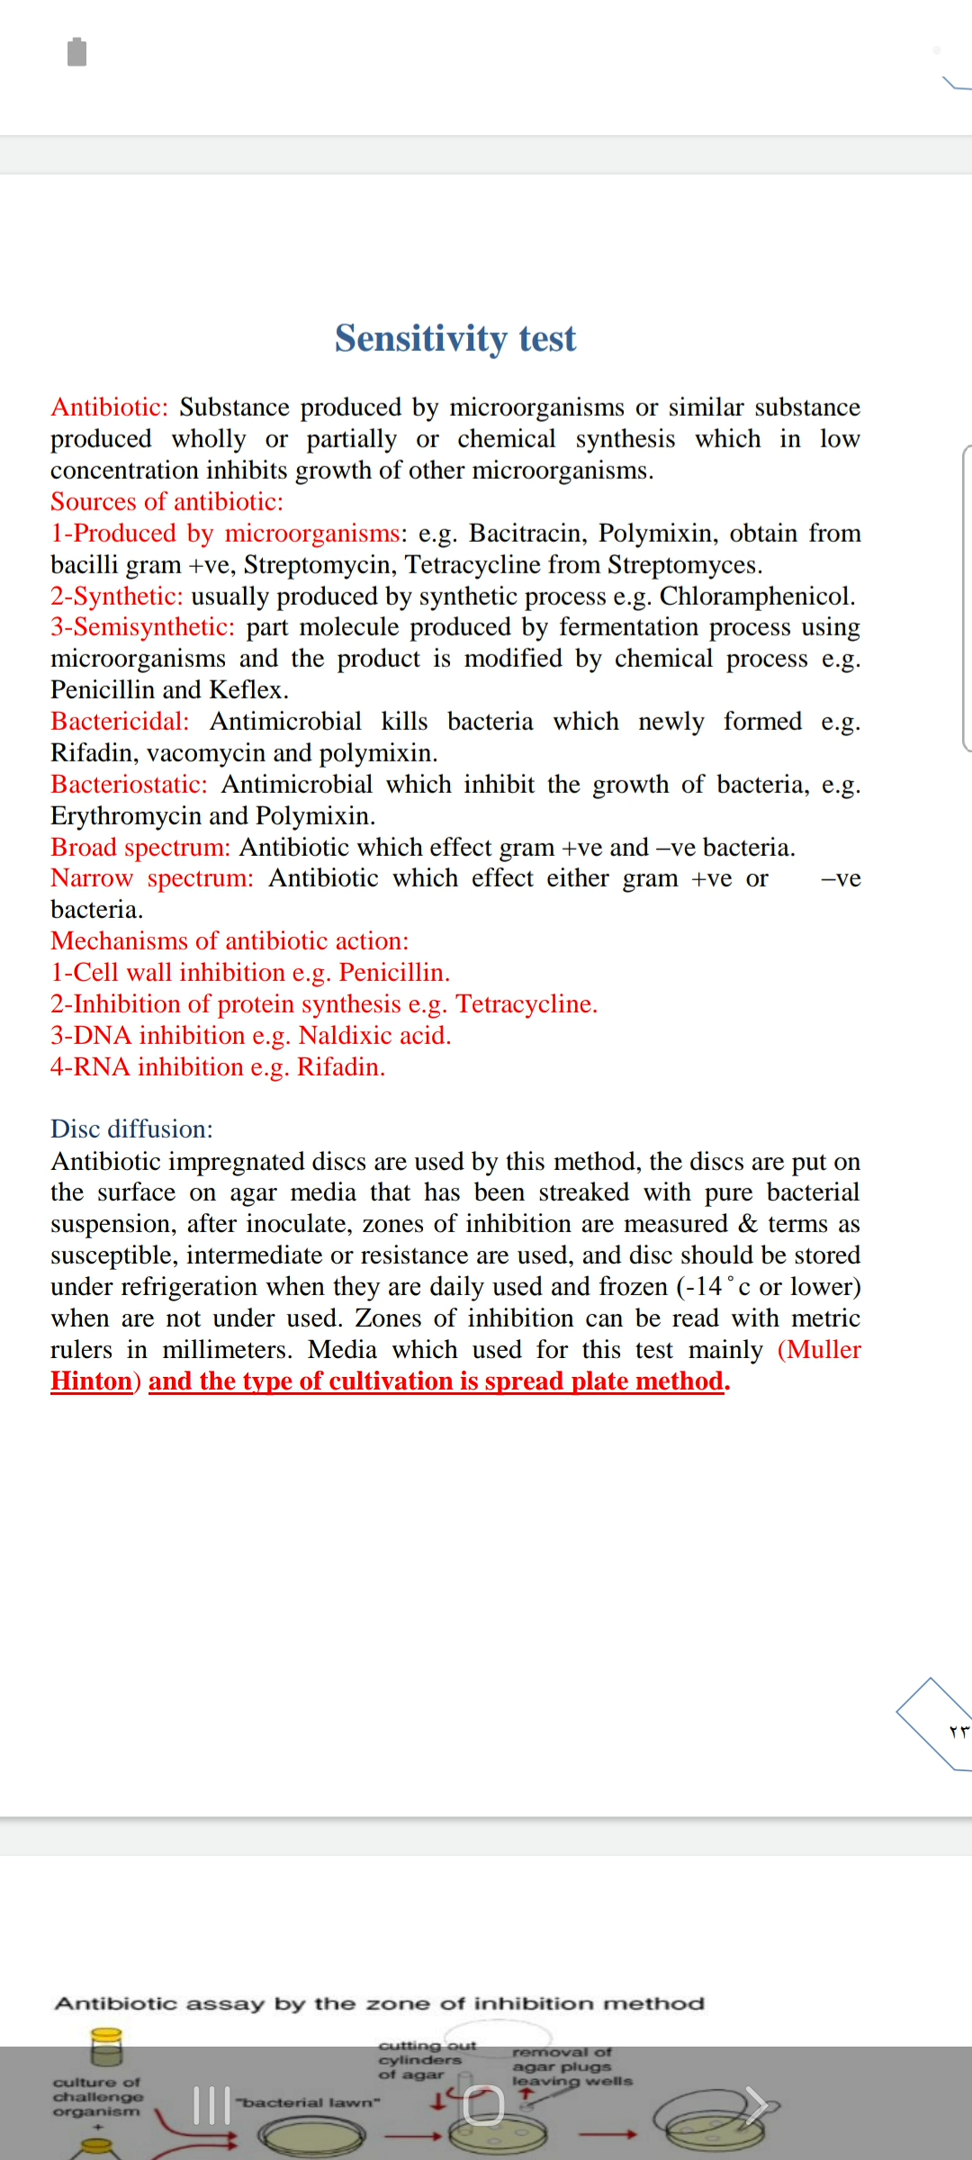 Sensitivity test
Antibiotic: Substance produced by microorganisms or similar substance
produced wholly or partially or chemical synthesis which in low
concentration inhibits growth of other microorganisms.
Sources of antibiotic:
1-Produced by microorganisms: e.g. Bacitracin, Polymixin, obtain from
bacilli gram +ve, Streptomycin, Tetracycline from Streptomyces.
2-Synthetic: usually produced by synthetic process e.g. Chloramphenicol.
3-Semisynthetic: part molecule produced by fermentation process using
microorganisms and the product is modified by chemical process e.g.
Penicillin and Keflex.
Bactericidal: Antimicrobial kills bacteria which newly formed e.g.
Rifadin, vacomycin and polymixin.
Bacteriostatic: Antimicrobial which inhibit the growth of bacteria, e.g.
Erythromycin and Polymixin.
Broad spectrum: Antibiotic which effect gram +ve and –ve bacteria.
Narrow spectrum: Antibiotic which effect either gram +ve or –ve
bacteria.
Mechanisms of antibiotic action:
1-Cell wall inhibition e.g. Penicillin.
2-Inhibition of protein synthesis e.g. Tetracycline.
3-DNA inhibition e.g. Naldixic acid.
4-RNA inhibition e.g. Rifadin.
Disc diffusion:
Antibiotic impregnated discs are used by this method, the discs are put on
the surface on agar media that has been streaked with pure bacterial
suspension, after inoculate, zones of inhibition are measured & terms as
susceptible, intermediate or resistance are used, and disc should be stored
under refrigeration when they are daily used and frozen (-14˚c or lower)
when are not under used. Zones of inhibition can be read with metric
rulers in millimeters. Media which used for this test mainly (Muller
Hinton) and the type of cultivation is spread plate method.
٢٣
Antibiotic assay by the zone of inhibition method
cutting out
cylinders
of agar
removal of
agar plugs
leaving wells
culture of
challenge
organism
+
"bacterial lawn"